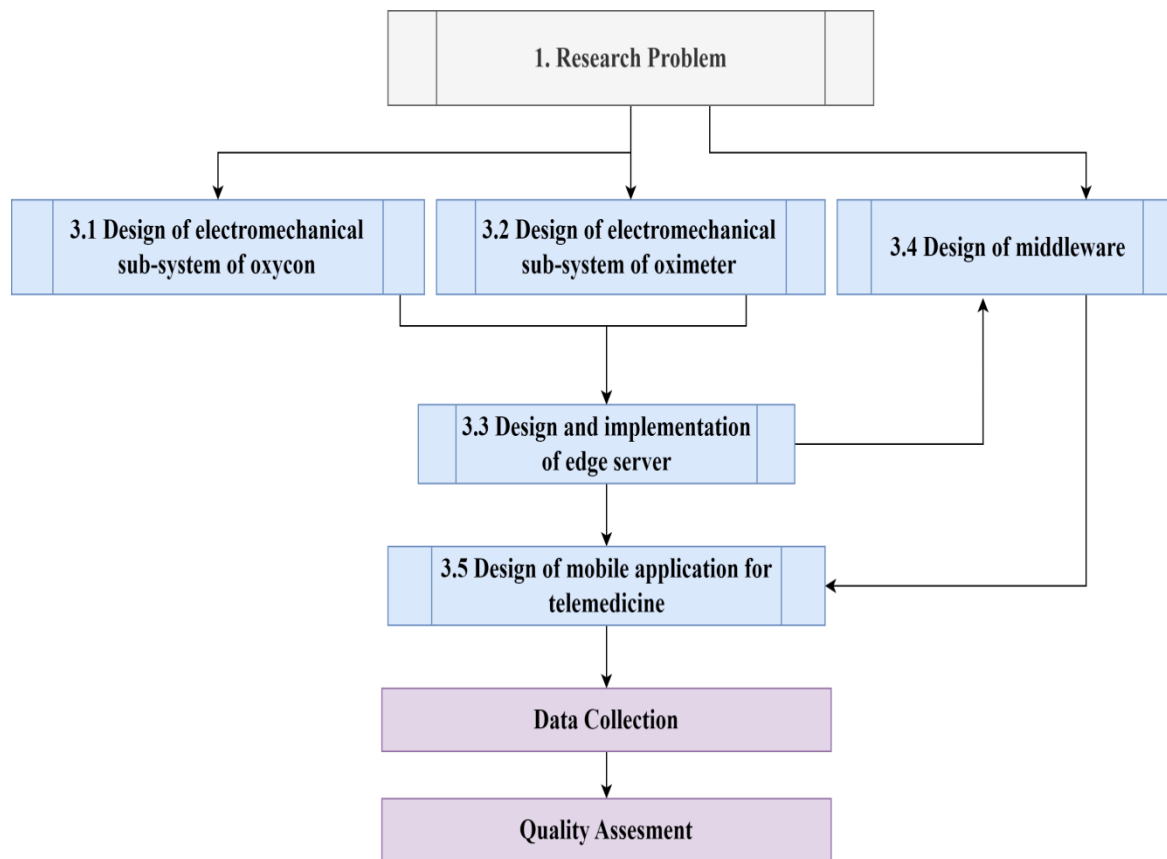 1. Research Problem
3.1 Design of electromechanical
sub-system of oxycon
3.2 Design of electromechanical
sub-system of oximeter
3.4 Design of middleware
3.3 Design and implementation
of edge server
3.5 Design of mobile application for
telemedicine
Data Collection
Quality Assesment